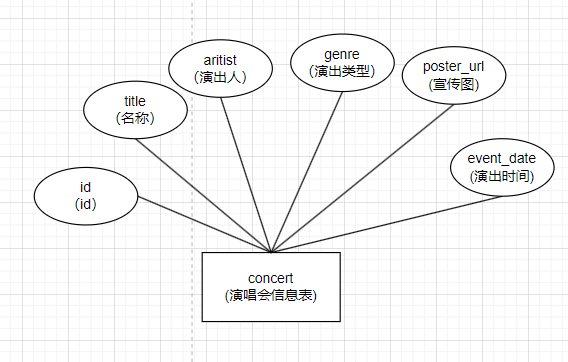 id
（id）
title
（名称）
aritist
（演出人）
genre
（演出类型）
poster_url
(宣传图)
event_date
(演出时间)
concert
(演唱会信息表)